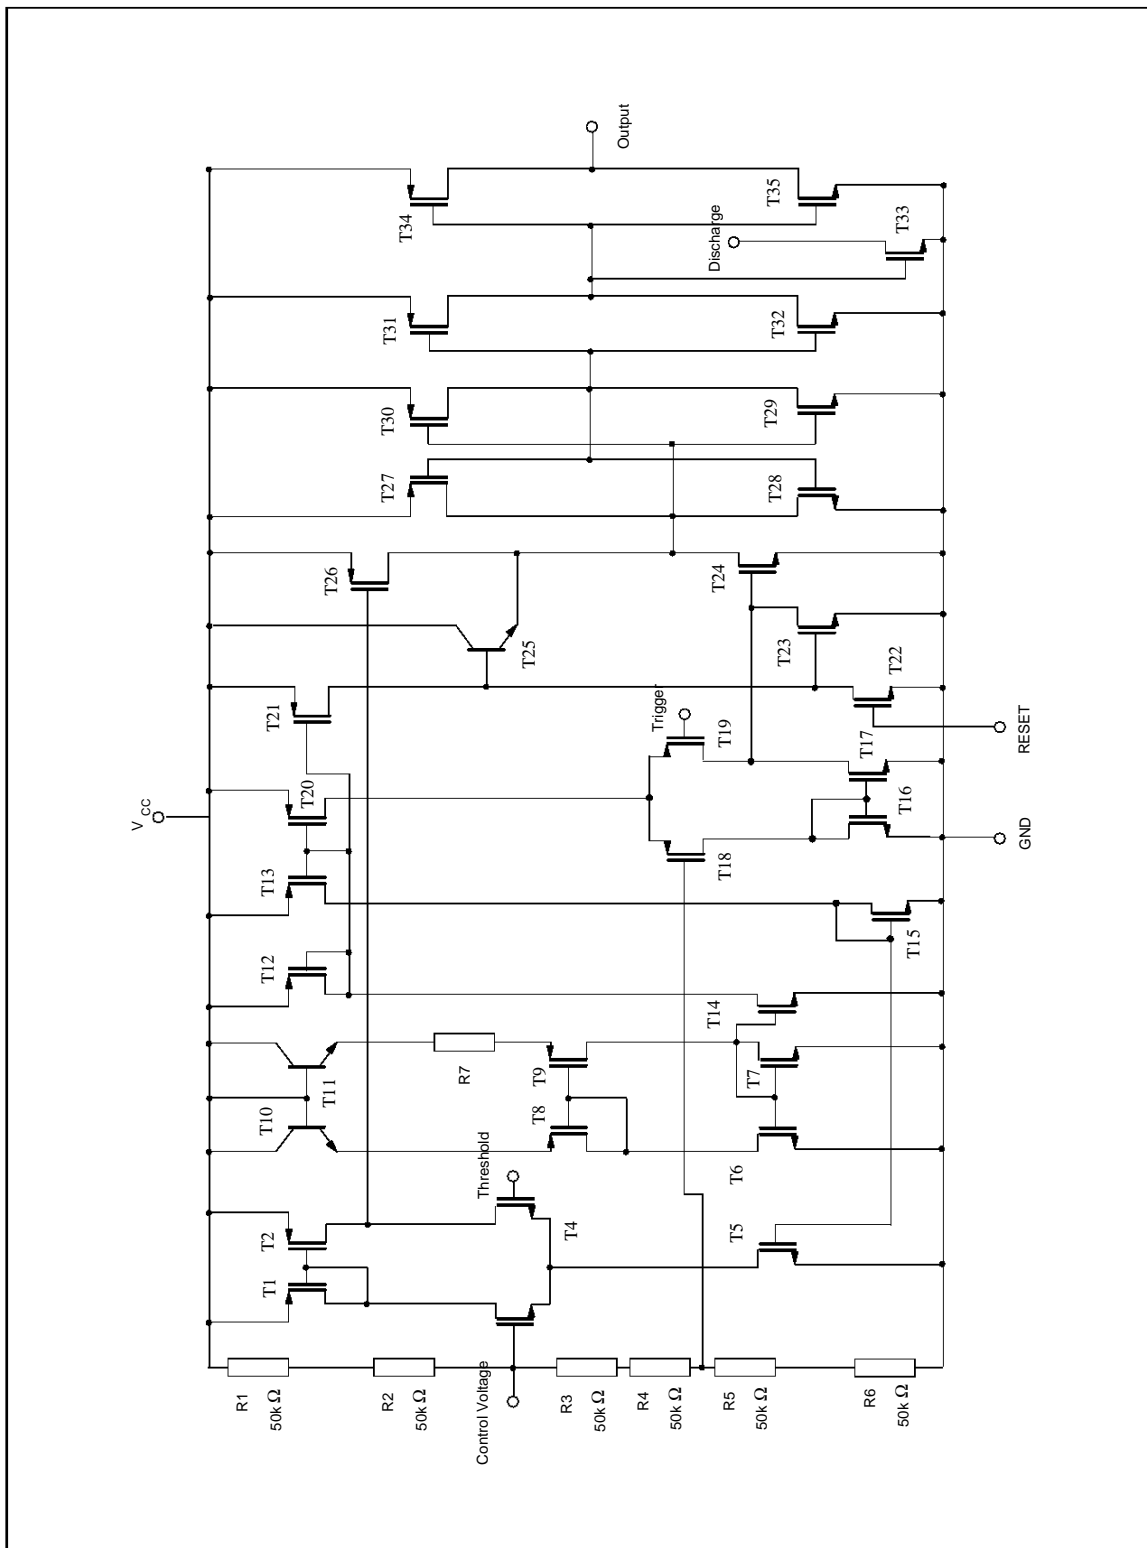 Output
T34
T35
Discharge
T33
T31
T32
T30
T29
T27
T28
T26
T24
T25
T23
T22
T21
Trigger
T19
T17
RESET
V CC
T20
T16
T18
GND
T13
T15
T12
T14
T11
R7
T9
T7
T10
T8
T6
Threshold
T2
T4
T5
T1
Control Voltage
R1
50k Ω
R2
50k Ω
R3
50k Ω
R4
50k Ω
R5
50k Ω
R6
50k Ω